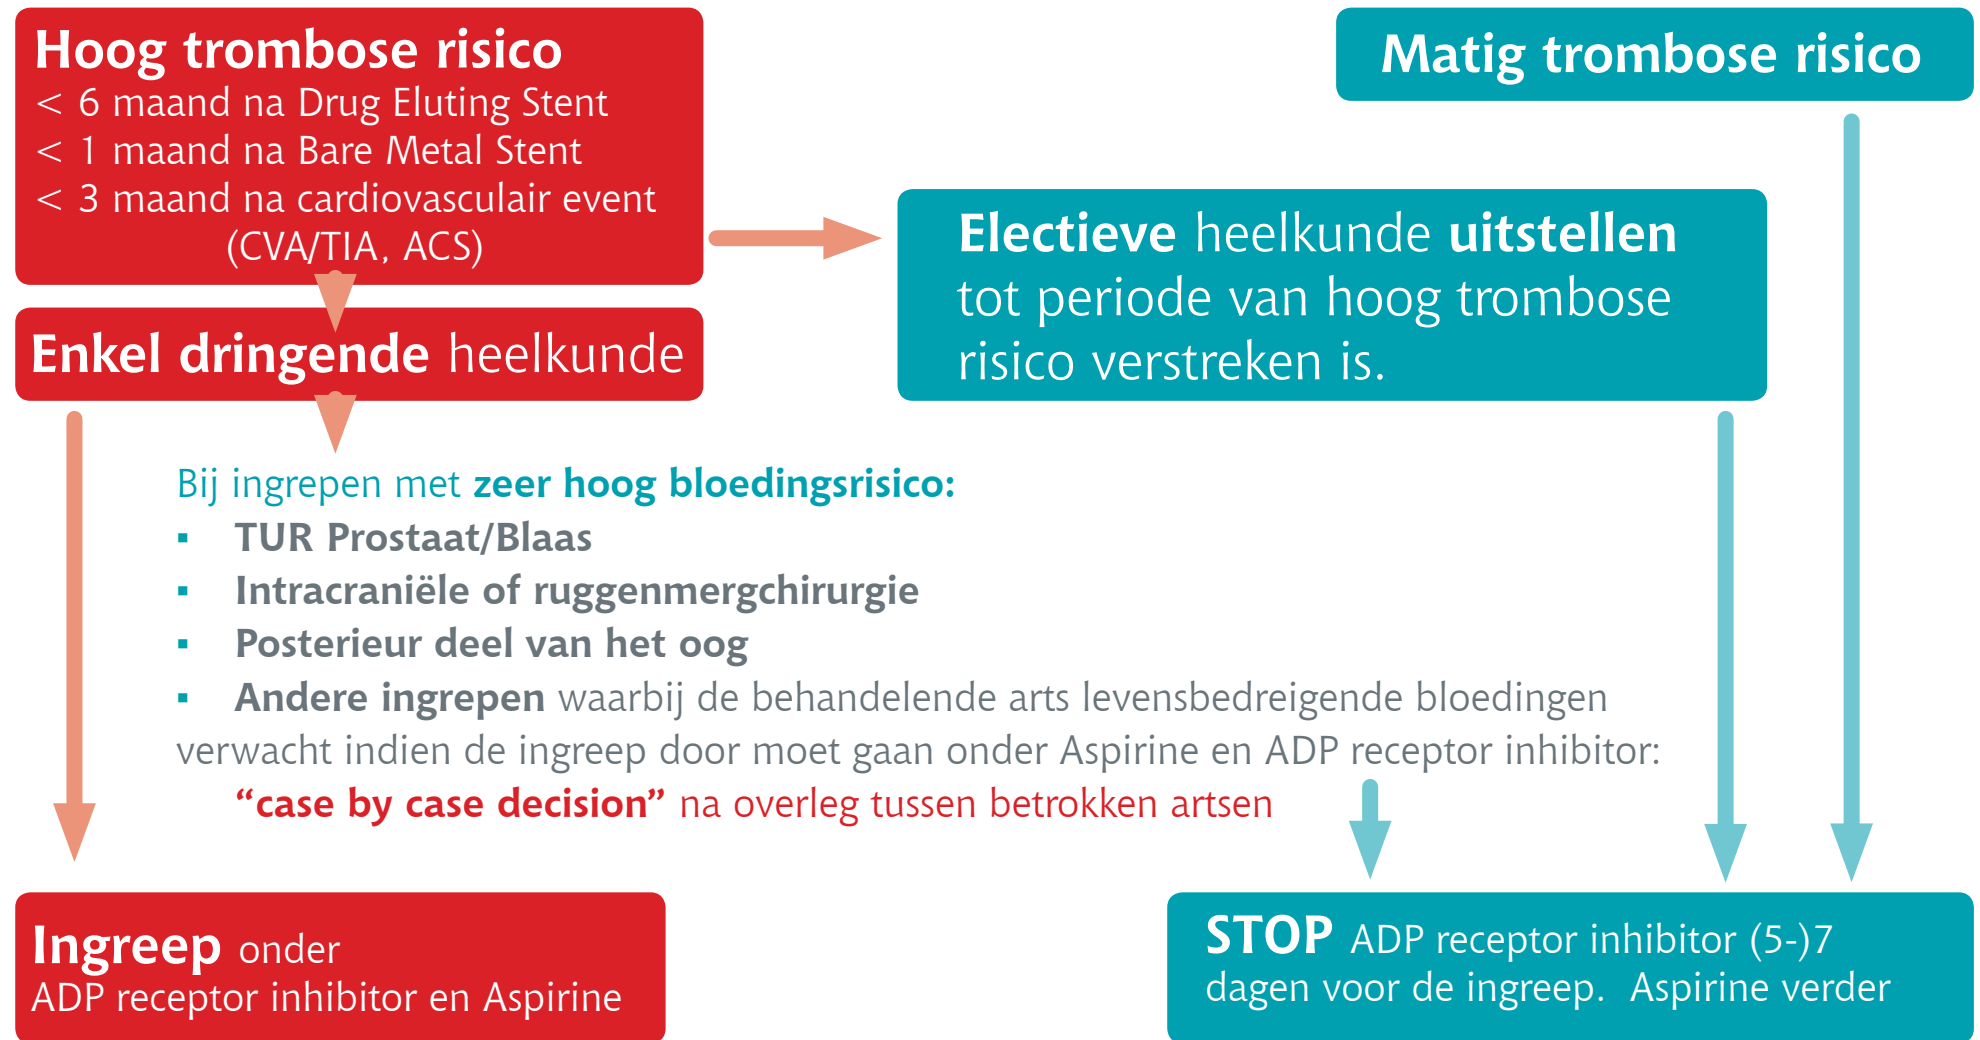 Hoog trombose risico
< 6 maand na Drug Eluting Stent
< 1 maand na Bare Metal Stent
< 3 maand na cardiovasculair event
(CVA/TIA, ACS)
Matig trombose risico
Electieve heelkunde uitstellen
tot periode van hoog trombose
risico verstreken is.
Enkel dringende heelkunde
Bij ingrepen met zeer hoog bloedingsrisico:
▪ TUR Prostaat/Blaas
▪ Intracraniële of ruggenmergchirurgie
▪ Posterieur deel van het oog
▪ Andere ingrepen waarbij de behandelende arts levensbedreigende bloedingen
verwacht indien de ingreep door moet gaan onder Aspirine en ADP receptor inhibitor:
“case by case decision” na overleg tussen betrokken artsen
Ingreep onder
ADP receptor inhibitor en Aspirine
STOP ADP receptor inhibitor (5-)7
dagen voor de ingreep. Aspirine verder